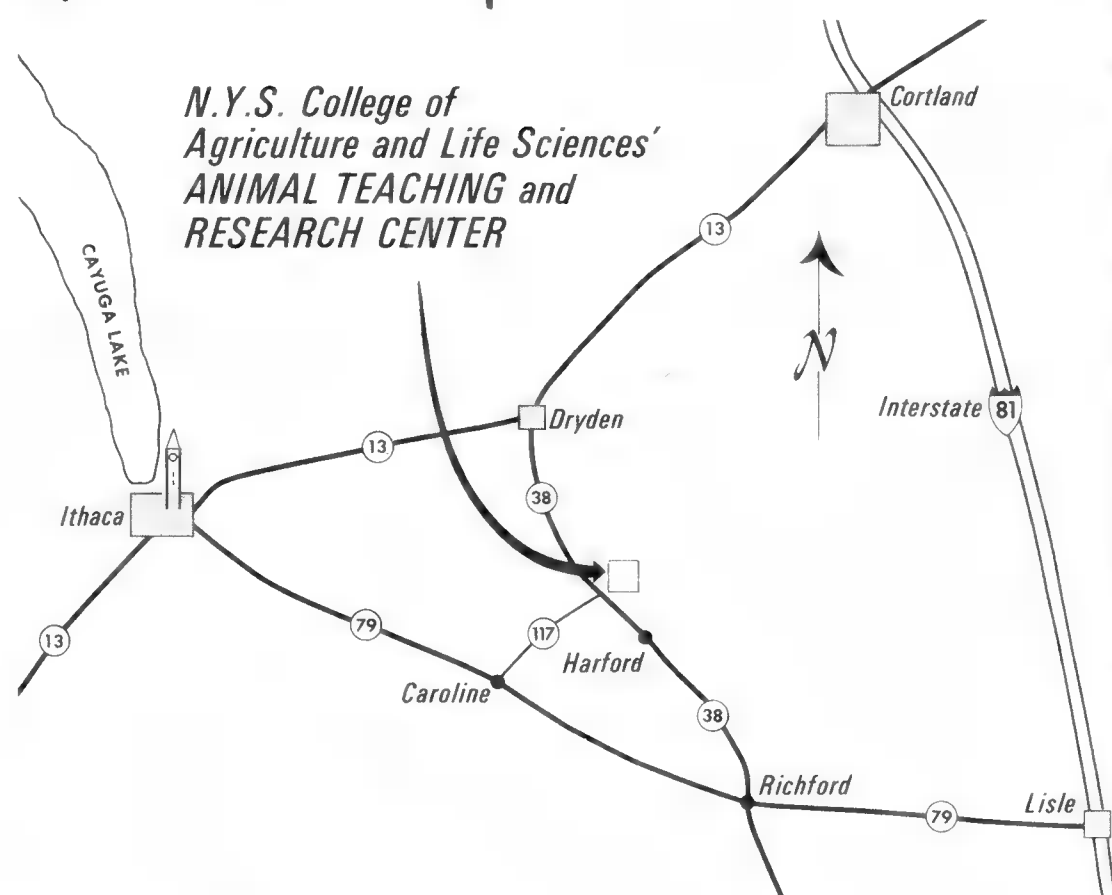 N.Y.S. College of
Agriculture and Life Sciences'
ANIMAL TEACHING and
RESEARCH CENTER
Cortland
13
CAYUGA LAKE
N
Interstate 81
Dryden
13
38
Ithaca
13
79
117
Harford
Caroline
38
Richford
Lisle
79